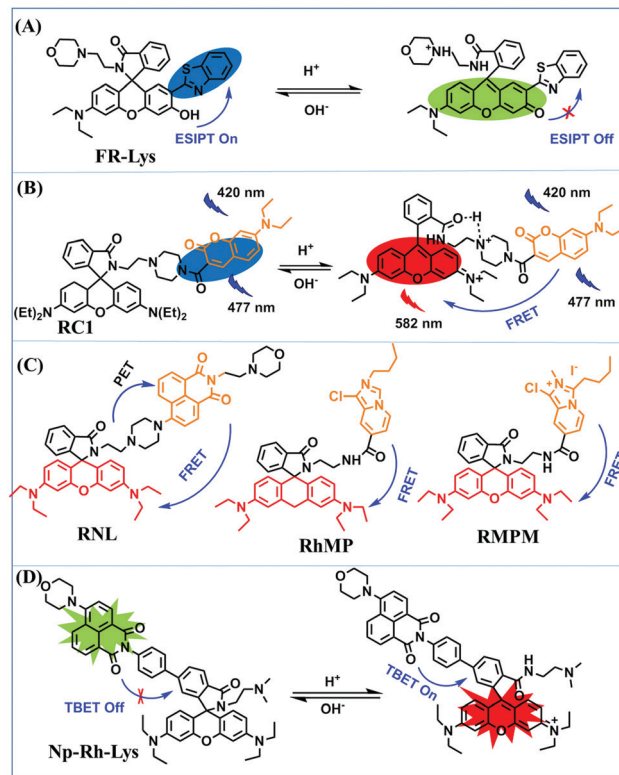 (A)
H+
OH-
ESIPT On
ESIPT Off
FR-Lys
(B)
420 nm
420 nm
H+
OH-
477 nm
477 nm
582 nm
FRET
N(Et)2
(Et)2N
RC1
(C)
PET
FRET
FRET
FRET
RNL
RhMP
RMPM
(D)
TBET Off
TBET On
H+
OH-
Np-Rh-Lys